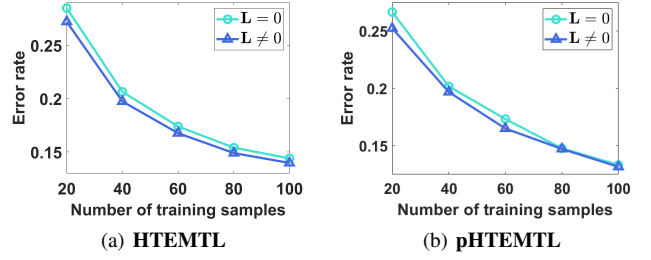 L = 0
L ≠ 0
0.25
0.2
0.15
Error rate
20 40 60 80 100
Number of training samples
(a) HTEMTL
L = 0
L ≠ 0
0.25
0.2
0.15
Error rate
20 40 60 80 100
Number of training samples
(b) pHTEMTL